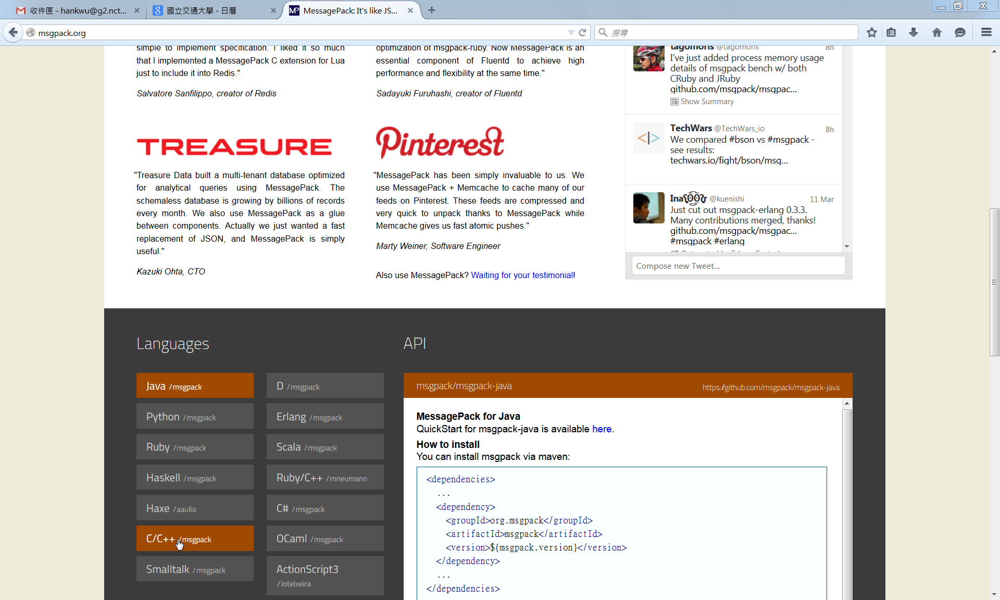 收件匣 - hankwu@g2.nct...
國立交通大學 - 日曆
MessagePack: It's like JS...
msgpack.org
搜尋
simple to implement specification. I liked it so much
that I implemented a MessagePack C extension for Lua
just to include it into Redis."
Salvatore Sanfilippo, creator of Redis
optimization of msgpack-ruby. Now MessagePack is an
essential component of Fluentd to achieve high
performance and flexibility at the same time."
Sadayuki Furuhashi, creator of Fluentd
TREASURE
"Treasure Data built a multi-tenant database optimized
for analytical queries using MessagePack. The
schemaless database is growing by billions of records
every month. We also use MessagePack as a glue
between components. Actually we just wanted a fast
replacement of JSON, and MessagePack is simply
useful."
Kazuki Ohta, CTO
Pinterest
"MessagePack has been simply invaluable to us. We
use MessagePack + Memcache to cache many of our
feeds on Pinterest. These feeds are compressed and
very quick to unpack thanks to MessagePack while
Memcache gives us fast atomic pushes."
Marty Weiner, Software Engineer
Also use MessagePack? Waiting for your testimonial!
tagomoris @tagomoris 8h
I've just added process memory usage
details of msgpack bench w/ both
CRuby and JRuby
github.com/msgpack/msgpac...
Show Summary
TechWars @TechWars_io 8h
We compared #bson vs #msgpack -
see results:
techwars.io/fight/bson/msg...
@kuenishi 11 Mar
Just cut out msgpack-erlang 0.3.3.
Many contributions merged, thanks!
github.com/msgpack/msgpac...
#msgpack #erlang
Compose new Tweet...
Languages
Java /msgpack
Python /msgpack
Ruby /msgpack
Haskell /msgpack
Haxe /aaulia
C/C++ /msgpack
Smalltalk /msgpack
D /msgpack
Erlang /msgpack
Scala /msgpack
Ruby/C++ /mneumann
C# /msgpack
OCaml /msgpack
ActionScript3
/loteixeira
API
msgpack/msgpack-java
https://github.com/msgpack/msgpack-java
MessagePack for Java
QuickStart for msgpack-java is available here.
How to install
You can install msgpack via maven:
<dependencies>
...
<dependency>
<groupId>org.msgpack</groupId>
<artifactId>msgpack</artifactId>
<version>${msgpack.version}</version>
</dependency>
...
</dependencies>